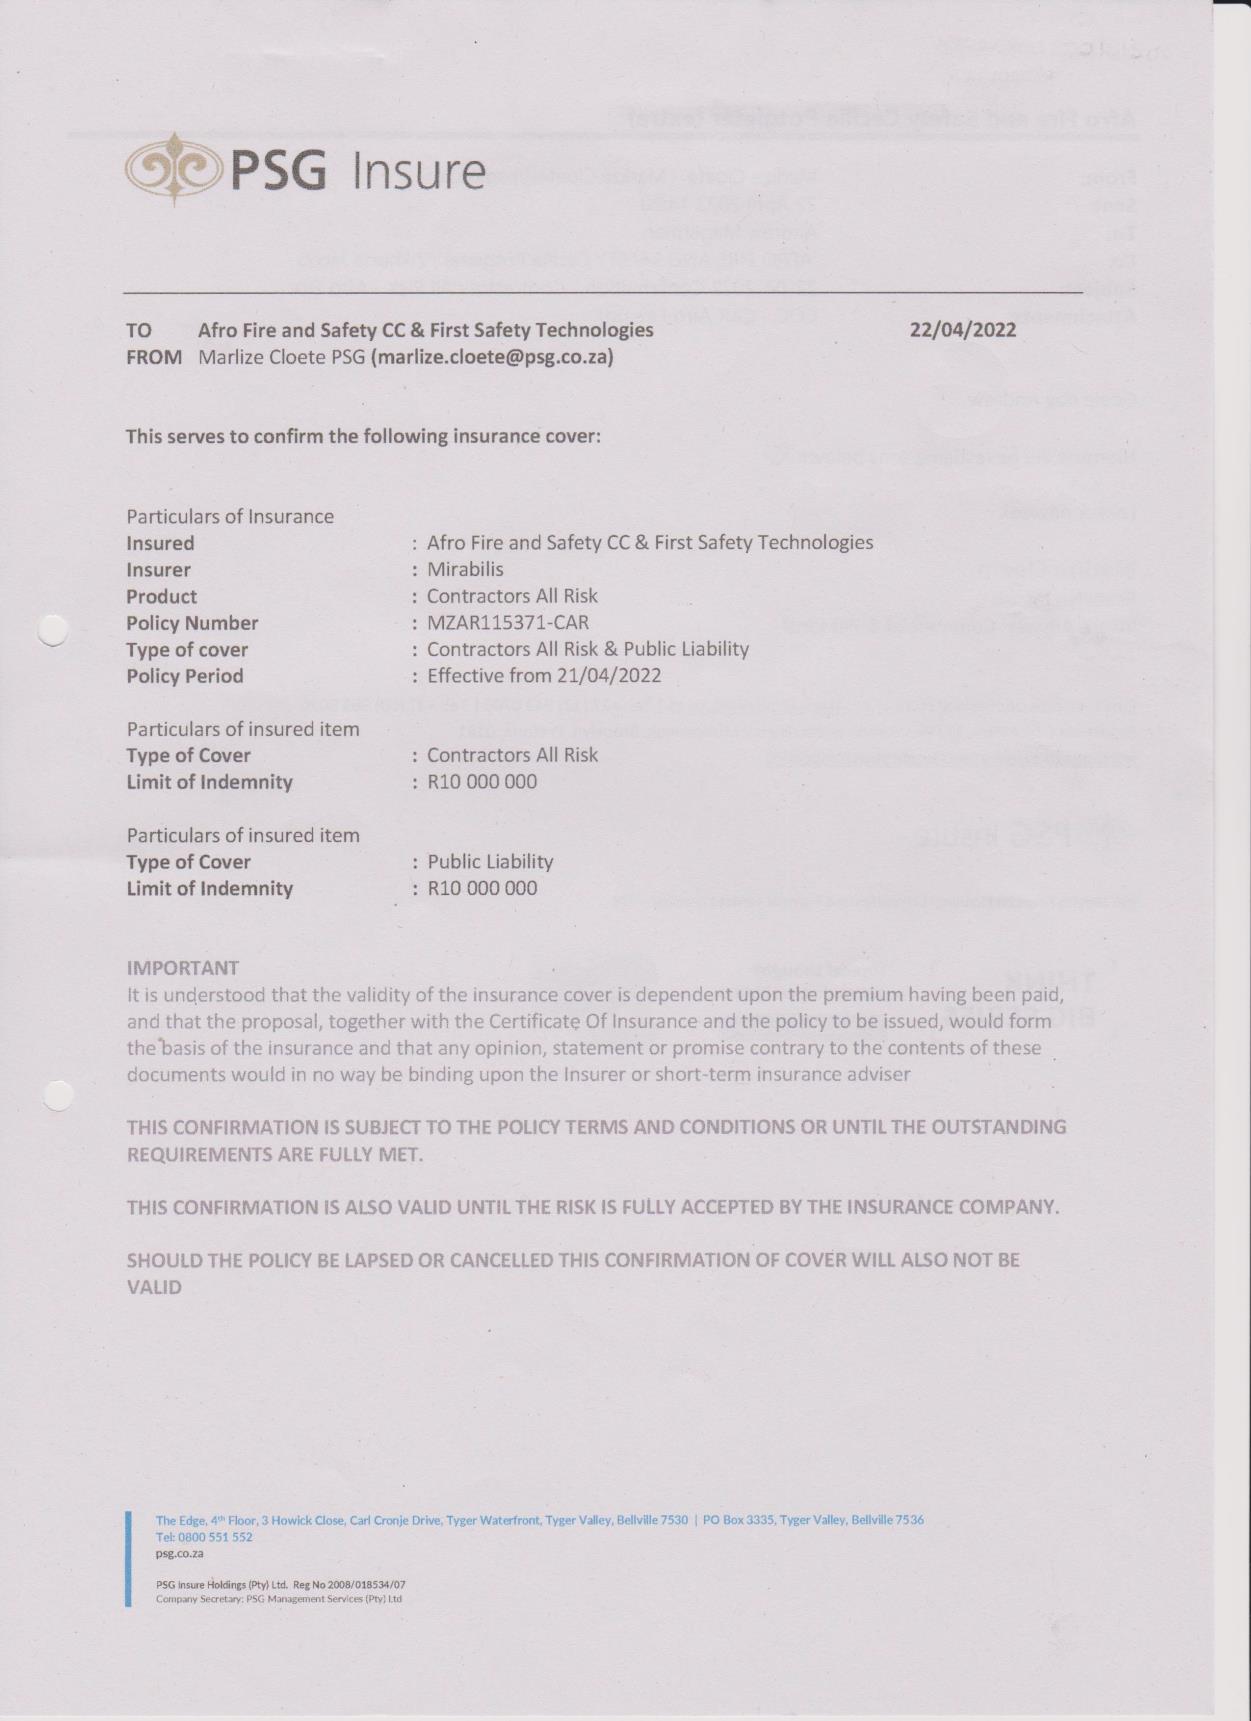 PSG Insure
TO Afro Fire and Safety CC & First Safety Technologies 22/04/2022
FROM Marlize Cloete PSG (marlize.cloete@psg.co.za)
This serves to confirm the following insurance cover:
Particulars of Insurance
Insured : Afro Fire and Safety CC & First Safety Technologies
Insurer : Mirabilis
Product : Contractors All Risk
Policy Number : MZAR115371-CAR
Type of cover : Contractors All Risk & Public Liability
Policy Period : Effective from 21/04/2022
Particulars of insured item
Type of Cover : Contractors All Risk
Limit of Indemnity : R10 000 000
Particulars of insured item
Type of Cover : Public Liability
Limit of Indemnity : R10 000 000
IMPORTANT
It is understood that the validity of the insurance cover is dependent upon the premium having been paid,
and that the proposal, together with the Certificate Of Insurance and the policy to be issued, would form
the basis of the insurance and that any opinion, statement or promise contrary to the contents of these
documents would in no way be binding upon the Insurer or short-term insurance adviser
THIS CONFIRMATION IS SUBJECT TO THE POLICY TERMS AND CONDITIONS OR UNTIL THE OUTSTANDING
REQUIREMENTS ARE FULLY MET.
THIS CONFIRMATION IS ALSO VALID UNTIL THE RISK IS FULLY ACCEPTED BY THE INSURANCE COMPANY.
SHOULD THE POLICY BE LAPSED OR CANCELLED THIS CONFIRMATION OF COVER WILL ALSO NOT BE
VALID
The Edge, 4th Floor, 3 Howick Close, Carl Cronje Drive, Tyger Waterfront, Tyger Valley, Bellville 7530 | PO Box 3335, Tyger Valley, Bellville 7536
Tel: 0800 551 552
psg.co.za
PSG Insure Holdings (Pty) Ltd. Reg No 2008/018534/07
Company Secretary: PSG Management Services (Pty) Ltd